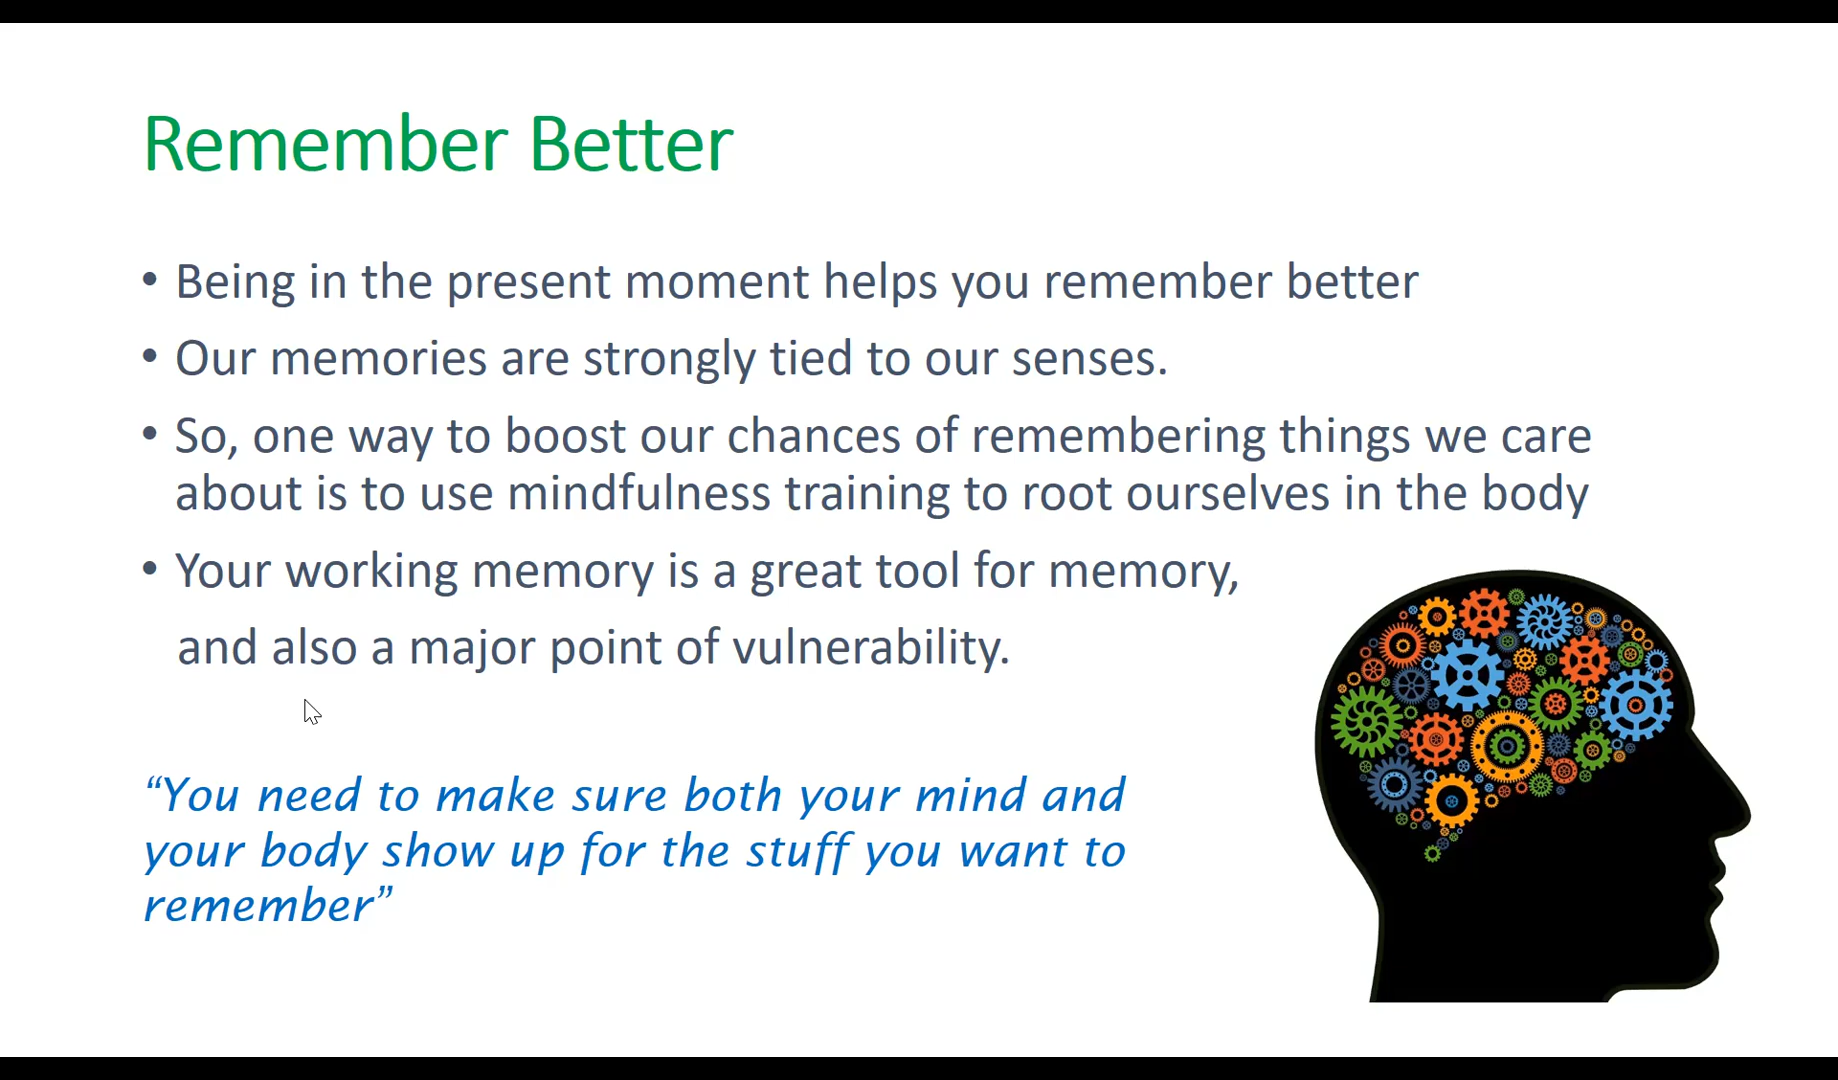 Remember Better
• Being in the present moment helps you remember better
• Our memories are strongly tied to our senses.
• So, one way to boost our chances of remembering things we care
about is to use mindfulness training to root ourselves in the body
• Your working memory is a great tool for memory,
and also a major point of vulnerability.
“You need to make sure both your mind and
your body show up for the stuff you want to
remember”